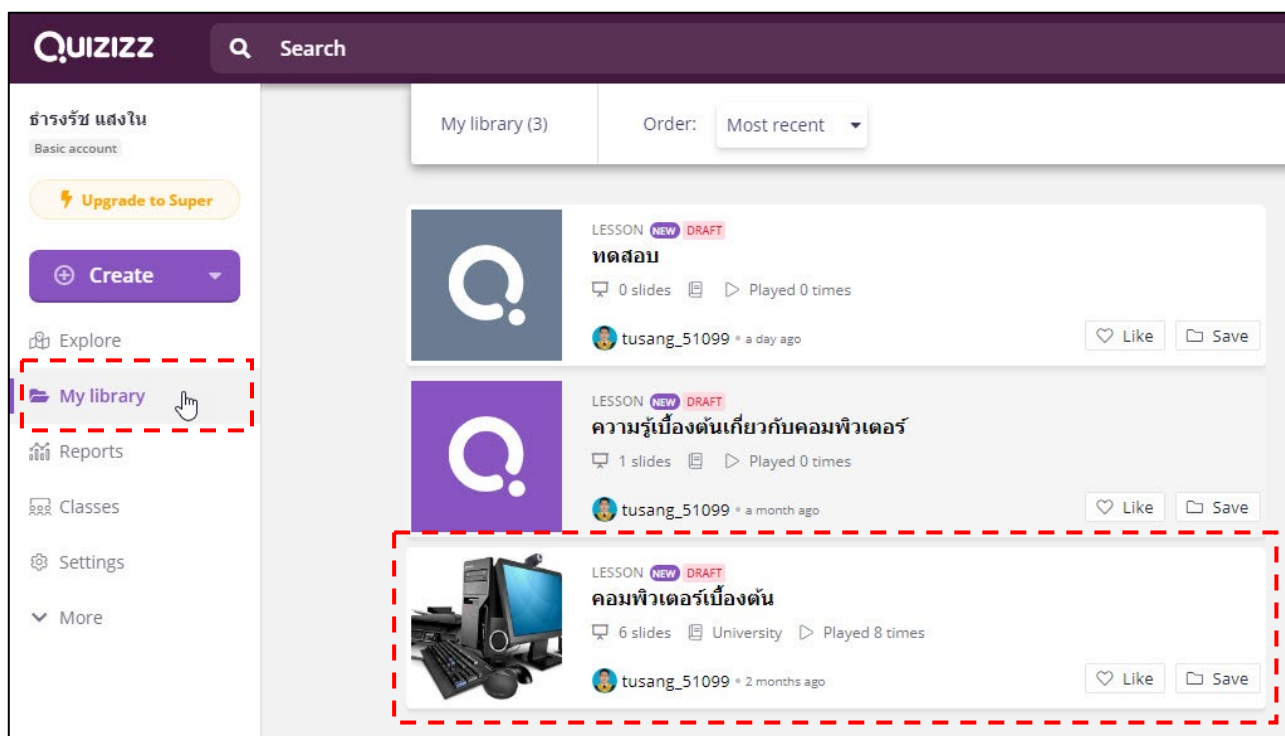 QUIZIZZ
Search
ธำรงรัช แสงใน
Basic account
Upgrade to Super
Create
Explore
My library
Reports
Classes
Settings
More
My library (3)
Order: Most recent
LESSON NEW DRAFT
ทดสอบ
0 slides Played 0 times
tusang_51099 • a day ago
Like Save
LESSON NEW DRAFT
ความรู้เบื้องต้นเกี่ยวกับคอมพิวเตอร์
1 slides Played 0 times
tusang_51099 • a month ago
Like Save
LESSON NEW DRAFT
คอมพิวเตอร์เบื้องต้น
6 slides University Played 8 times
tusang_51099 • 2 months ago
Like Save